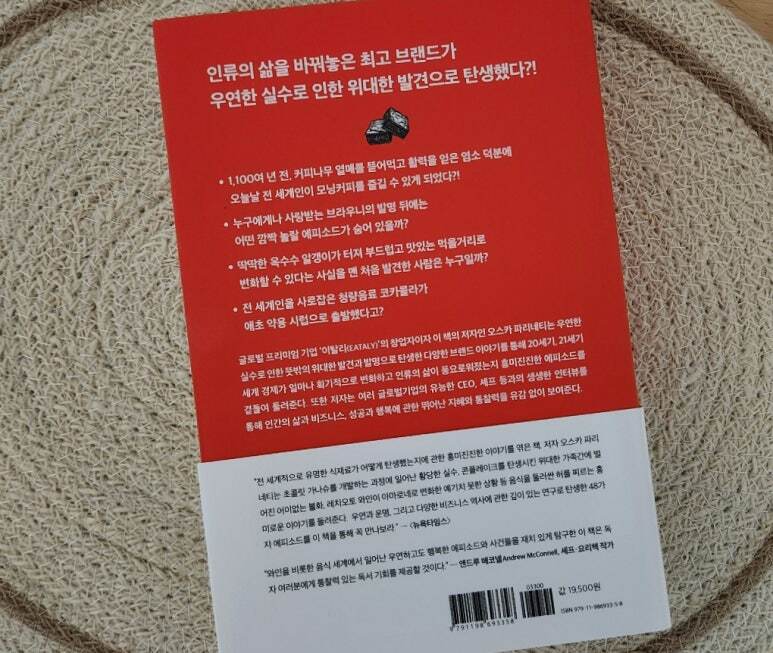 인류의 삶을 바꿔놓은 최고 브랜드가
우연한 실수로 인한 위대한 발견으로 탄생했다?!
• 1,100여 년 전, 커피나무 열매를 뜯어먹고 활력을 얻은 염소 덕분에
오늘날 전 세계인이 모닝커피를 즐길 수 있게 되었다?!
• 누구에게나 사랑받는 브라우니의 발명 뒤에는
어떤 깜짝 놀랄 에피소드가 숨어 있을까?
• 딱딱한 옥수수 알갱이가 터져 부드럽고 맛있는 먹을거리로
변화할 수 있다는 사실을 맨 처음 발견한 사람은 누구일까?
• 전 세계인을 사로잡은 청량음료 코카콜라가
애초 약용 시럽으로 출발했다고?
글로벌 프리미엄 기업 '이탈리(EATALY)'의 창업자이자 이 책의 저자인 오스카 파리네티는 우연한
실수로 인한 뜻밖의 위대한 발견과 발명으로 탄생한 다양한 브랜드 이야기를 통해 20세기, 21세기
세계 경제가 얼마나 획기적으로 변화하고 인류의 삶이 풍요로워졌는지 흥미진진한 에피소드를
곁들여 들려준다. 또한 저자는 여러 글로벌기업의 유능한 CEO, 셰프 등과의 생생한 인터뷰를
통해 인간의 삶과 비즈니스, 성공과 행복에 관한 뛰어난 지혜와 통찰력을 유감 없이 보여준다.
"전 세계적으로 유명한 식재료가 어떻게 탄생했는지에 관한 흥미진진한 이야기를 엮은 책. 저자 오스카 파리
네티는 초콜릿 가나슈를 개발하는 과정에 일어난 황당한 실수, 콘플레이크를 탄생시킨 위대한 가족간에 벌
어진 어이없는 불화, 레치오토 와인이 아마로네로 변화한 예기치 못한 상황 등 음식을 둘러싼 허를 찌르는 흥
미로운 이야기를 들려준다. 우연과 운명, 그리고 다양한 비즈니스 역사에 관한 깊이 있는 연구로 탄생한 48가
지 에피소드를 이 책을 통해 꼭 만나보라." — 〈뉴욕타임스〉
"와인을 비롯한 음식 세계에서 일어난 우연하고도 행복한 에피소드와 사건들을 재치 있게 탐구한 이 책은 독
자 여러분에게 통찰력 있는 독서 기회를 제공할 것이다." — 앤드루 매코넬Andrew McConnell, 셰프·요리책 작가
03300
값 19,500원
9791198695358
ISBN 979-11-986953-5-8